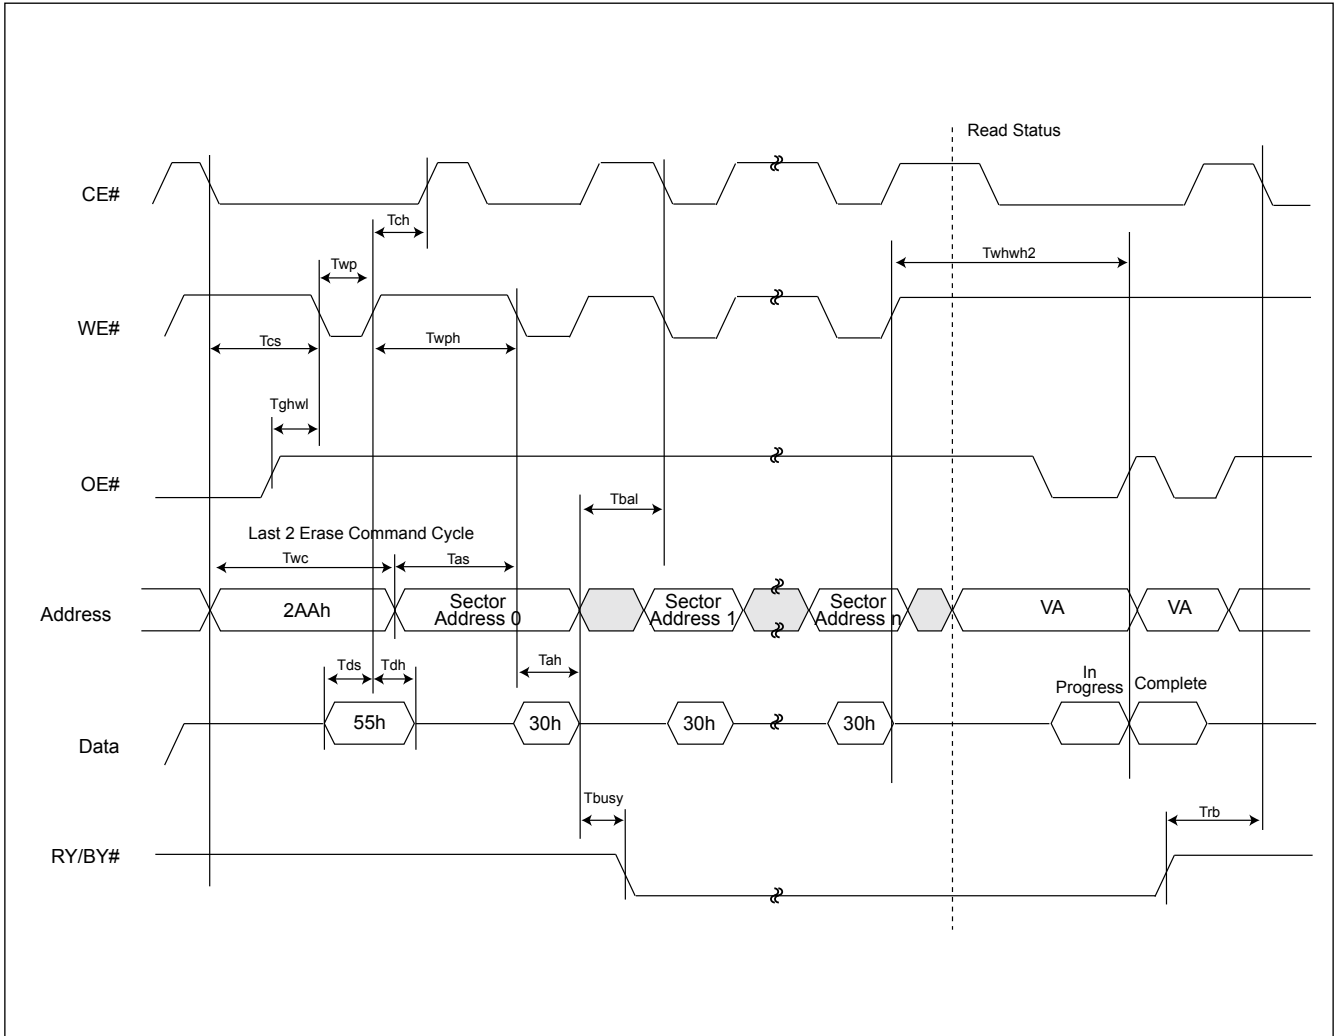 Read Status
CE#
Tch
Twhwh2
Twp
WE#
Tcs
Twph
Tghwl
OE#
Tbal
Last 2 Erase Command Cycle
Twc
Tas
Address
2AAh
Sector
Address 0
Sector
Address 1
Sector
Address n
VA
VA
Tds
Tdh
Tah
In
Progress
Complete
Data
55h
30h
30h
30h
Tbusy
Trb
RY/BY#